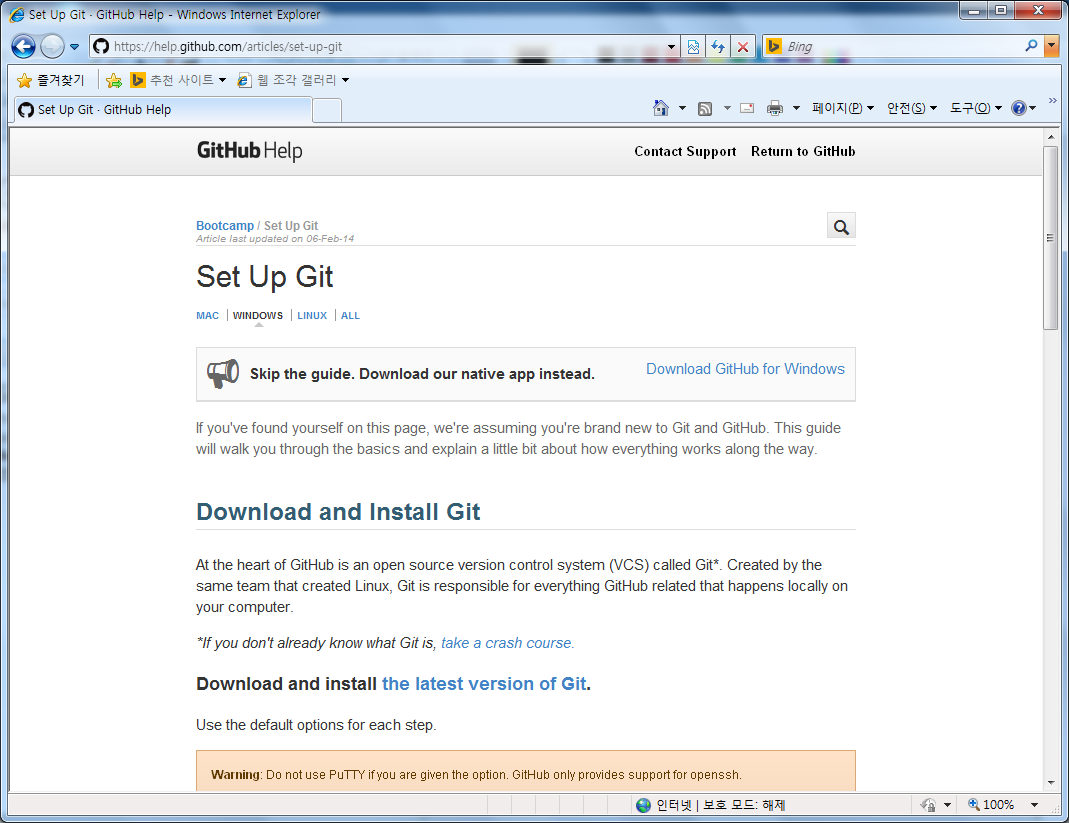 Set Up Git · GitHub Help - Windows Internet Explorer
https://help.github.com/articles/set-up-git
Bing
즐겨찾기
추천 사이트
웹 조각 갤러리
Set Up Git · GitHub Help
페이지(P)
안전(S)
도구(O)
GitHub Help
Contact Support
Return to GitHub
Bootcamp / Set Up Git
Article last updated on 06-Feb-14
Set Up Git
MAC
WINDOWS
LINUX
ALL
Skip the guide. Download our native app instead.
Download GitHub for Windows
If you've found yourself on this page, we're assuming you're brand new to Git and GitHub. This guide
will walk you through the basics and explain a little bit about how everything works along the way.
Download and Install Git
At the heart of GitHub is an open source version control system (VCS) called Git*. Created by the
same team that created Linux, Git is responsible for everything GitHub related that happens locally on
your computer.
*If you don't already know what Git is, take a crash course.
Download and install the latest version of Git.
Use the default options for each step.
Warning: Do not use PuTTY if you are given the option. GitHub only provides support for openssh.
인터넷 | 보호 모드: 해제
100%